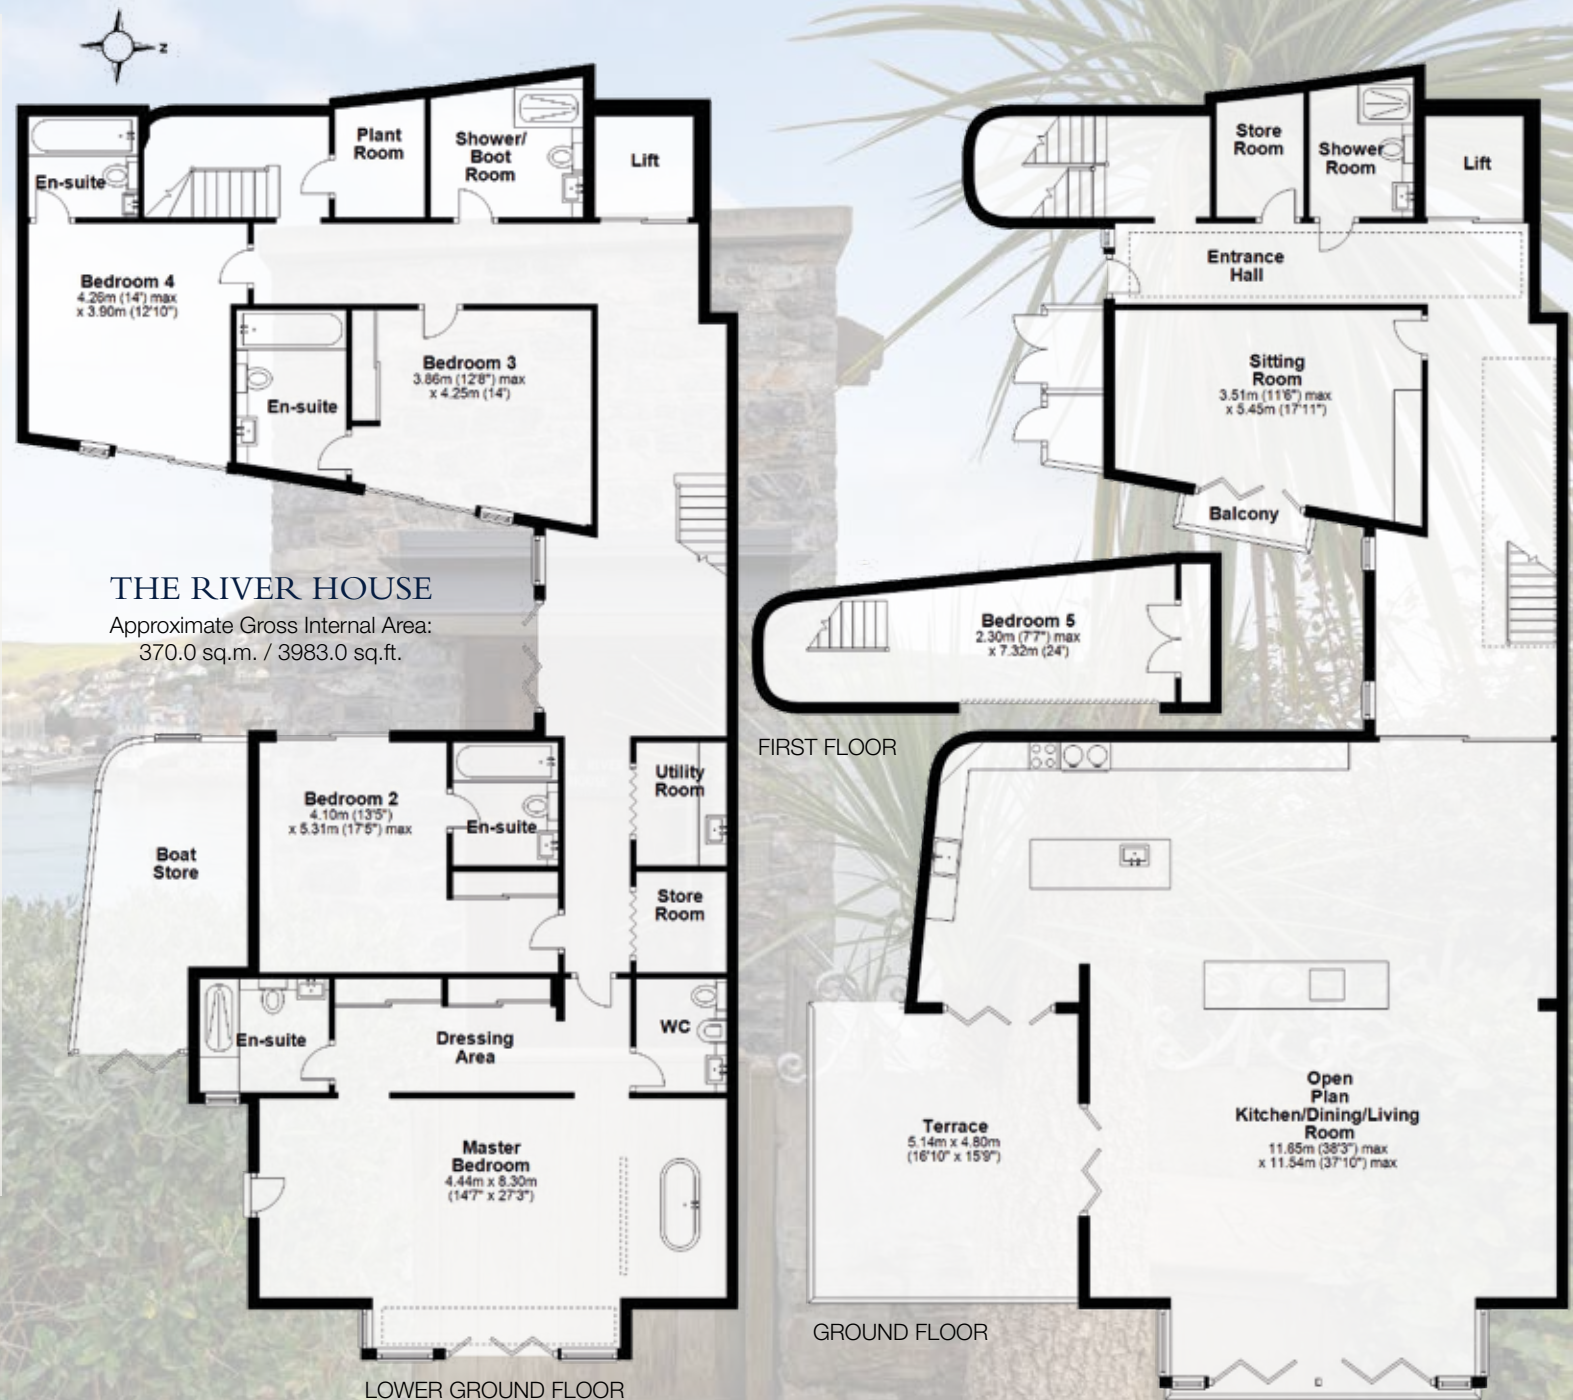 N
En-suite
Plant
Room
Shower/
Boot
Room
Lift
Bedroom 4
4.26m (14') max
x 3.90m (12'10")
En-suite
Bedroom 3
3.86m (12'8") max
x 4.25m (14')
THE RIVER HOUSE
Approximate Gross Internal Area:
370.0 sq.m. / 3983.0 sq.ft.
Bedroom 2
4.10m (13'5")
x 5.31m (17'5") max
En-suite
Utility
Room
Boat
Store
Store
Room
En-suite
Dressing
Area
WC
Master
Bedroom
4.44m x 8.30m
(14'7" x 27'3")
LOWER GROUND FLOOR
Store
Room
Shower
Room
Lift
Entrance
Hall
Sitting
Room
3.51m (11'6") max
x 5.45m (17'11")
Balcony
Bedroom 5
2.30m (7'7") max
x 7.32m (24')
FIRST FLOOR
Terrace
5.14m x 4.80m
(16'10" x 15'9")
Open
Plan
Kitchen/Dining/Living
Room
11.65m (38'3") max
x 11.54m (37'10") max
GROUND FLOOR